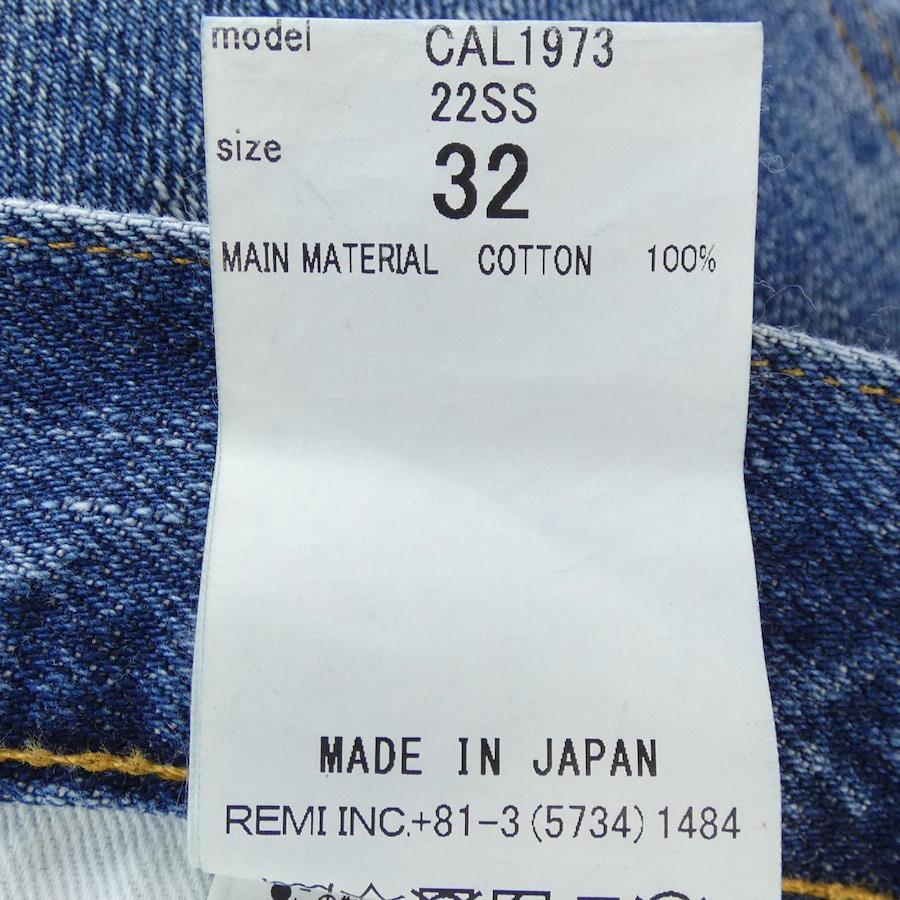 model CAL1973
22SS
size 32
MAIN MATERIAL COTTON 100%
MADE IN JAPAN
REMI INC.+81-3(5734)1484